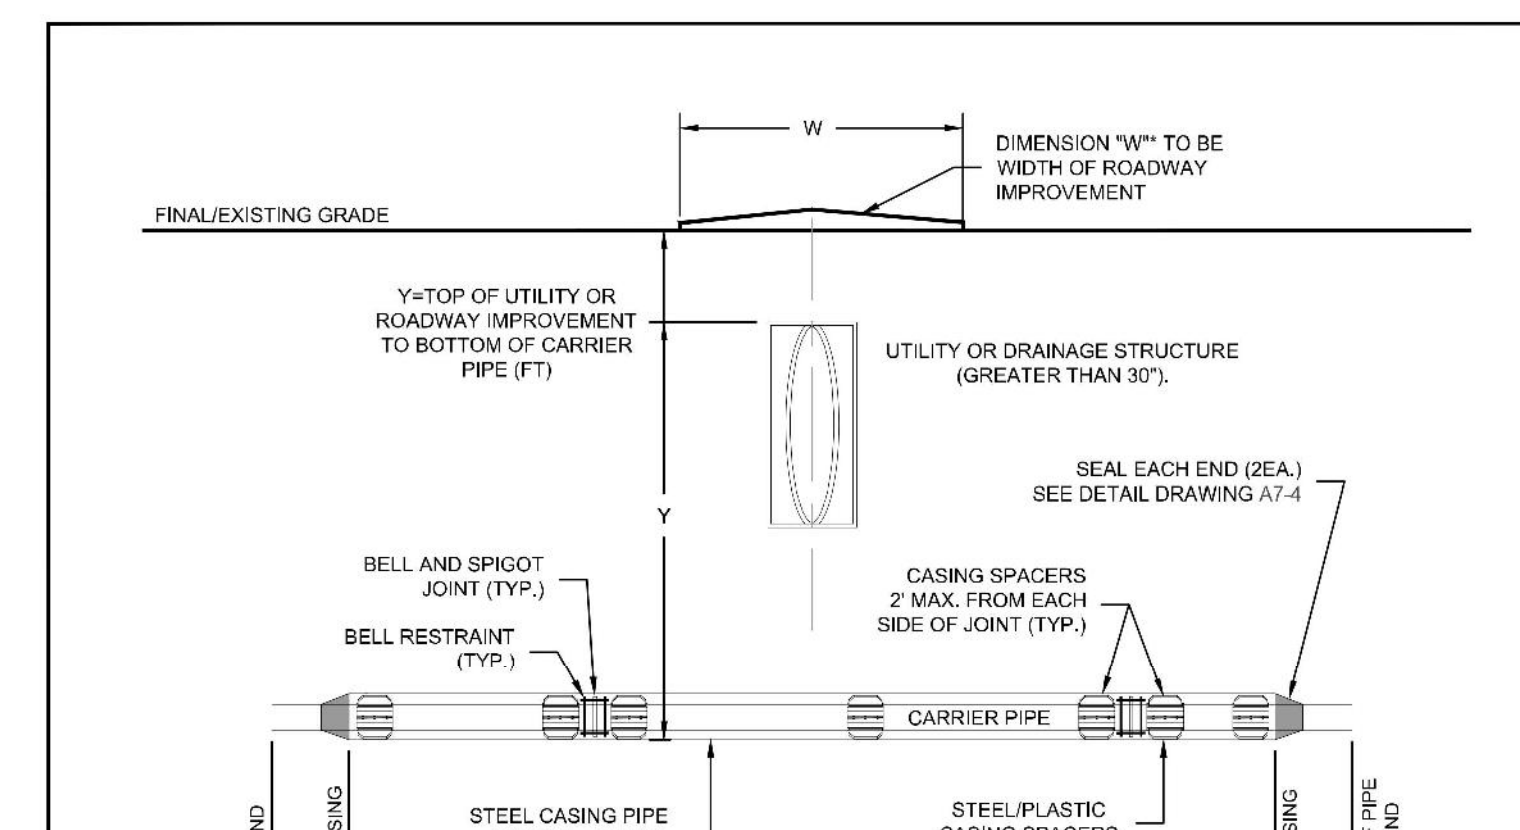 W
DIMENSION "W"* TO BE
WIDTH OF ROADWAY
IMPROVEMENT
FINAL/EXISTING GRADE
Y=TOP OF UTILITY OR
ROADWAY IMPROVEMENT
TO BOTTOM OF CARRIER
PIPE (FT)
UTILITY OR DRAINAGE STRUCTURE
(GREATER THAN 30").
SEAL EACH END (2EA.)
SEE DETAIL DRAWING A7-4
Y
BELL AND SPIGOT
JOINT (TYP.)
CASING SPACERS
2' MAX. FROM EACH
SIDE OF JOINT (TYP.)
BELL RESTRAINT
(TYP.)
CARRIER PIPE
STEEL CASING PIPE
STEEL/PLASTIC
CASING SPACERS
PIPE